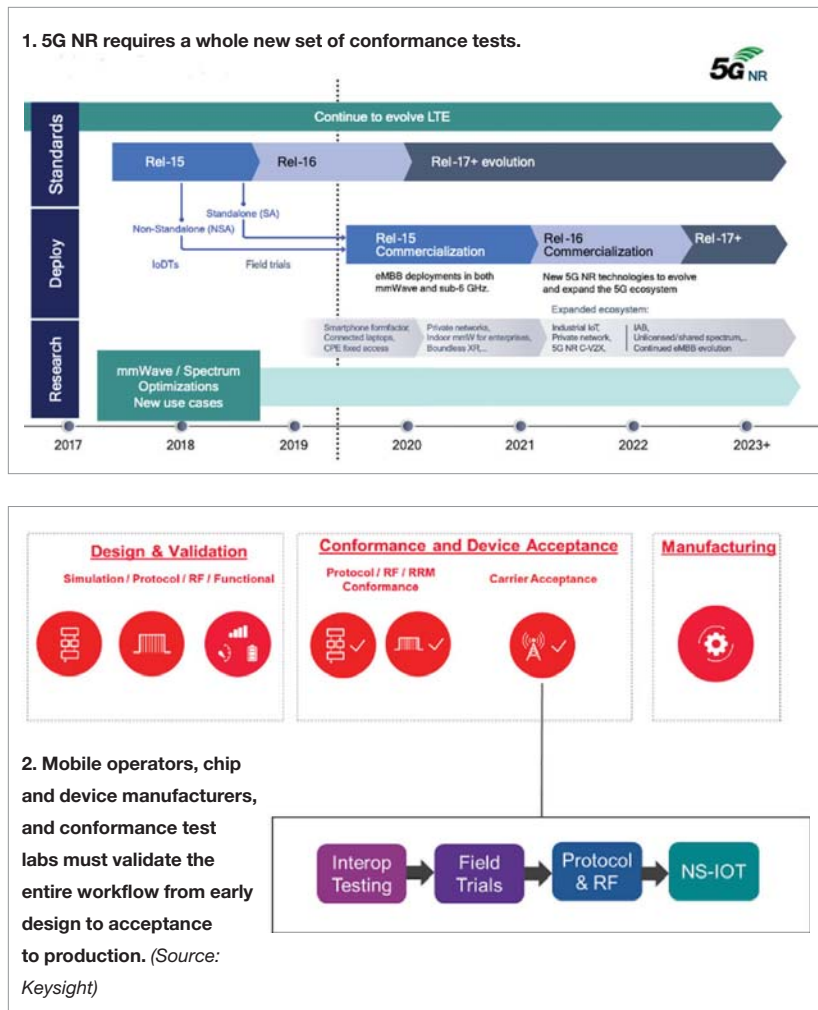 1. 5G NR requires a whole new set of conformance tests.
5G NR
Standards
Continue to evolve LTE
Rel-15
Rel-16
Rel-17+ evolution
Deploy
Standalone (SA)
Non-Standalone (NSA)
IoDTs
Field trials
Rel-15
Commercialization
Rel-16
Commercialization
Rel-17+
eMBB deployments in both
mmWave and sub-6 GHz.
New 5G NR technologies to evolve
and expand the 5G ecosystem
Expanded ecosystem:
Smartphone formfactor,
Connected laptops,
CPE fixed access
Private networks,
Indoor mmW for enterprises,
Boundless XR,...
Industrial IoT,
Private network,
5G NR C-V2X,
IAB,
Unlicensed/shared spectrum,..
Continued eMBB evolution
Research
mmWave / Spectrum
Optimizations
New use cases
2017
2018
2019
2020
2021
2022
2023+
Design & Validation
Simulation / Protocol / RF / Functional
Conformance and Device Acceptance
Protocol / RF / RRM
Conformance
Carrier Acceptance
Manufacturing
2. Mobile operators, chip
and device manufacturers,
and conformance test
labs must validate the
entire workflow from early
design to acceptance
to production. (Source:
Keysight)
Interop
Testing
Field
Trials
Protocol
& RF
NS-IOT